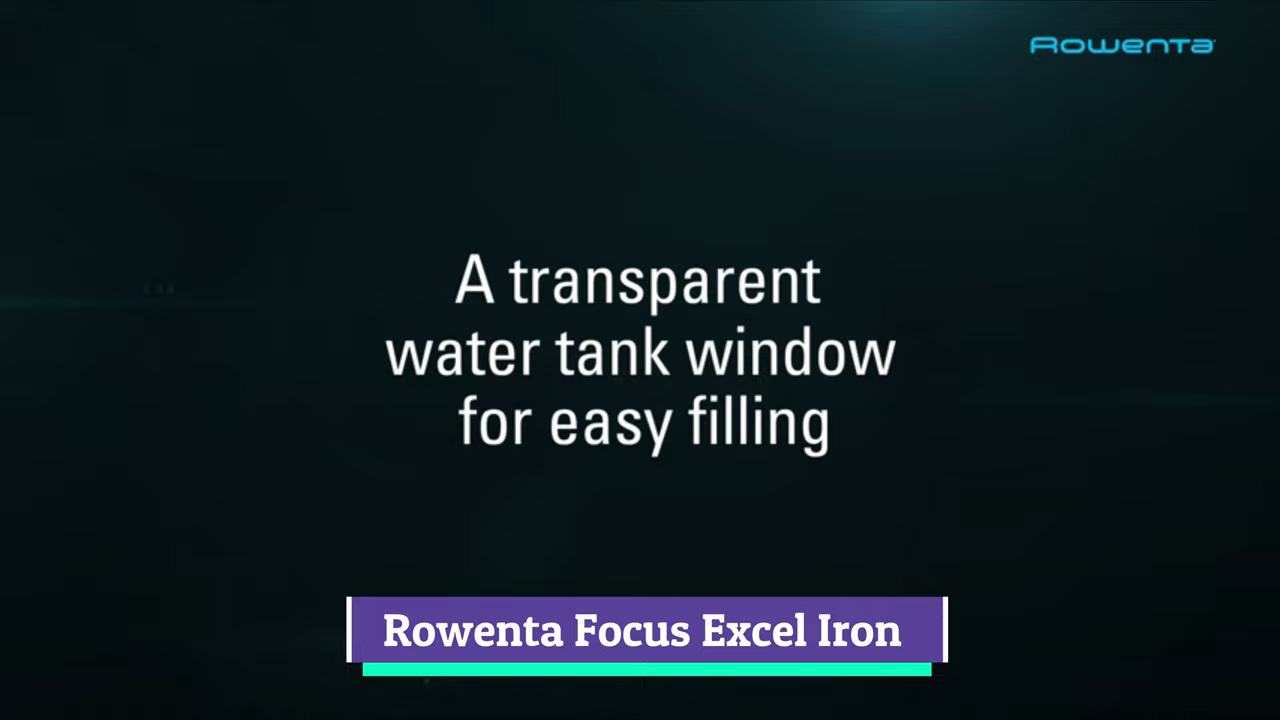 Rowenta
A transparent
water tank window
for easy filling
Rowenta Focus Excel Iron